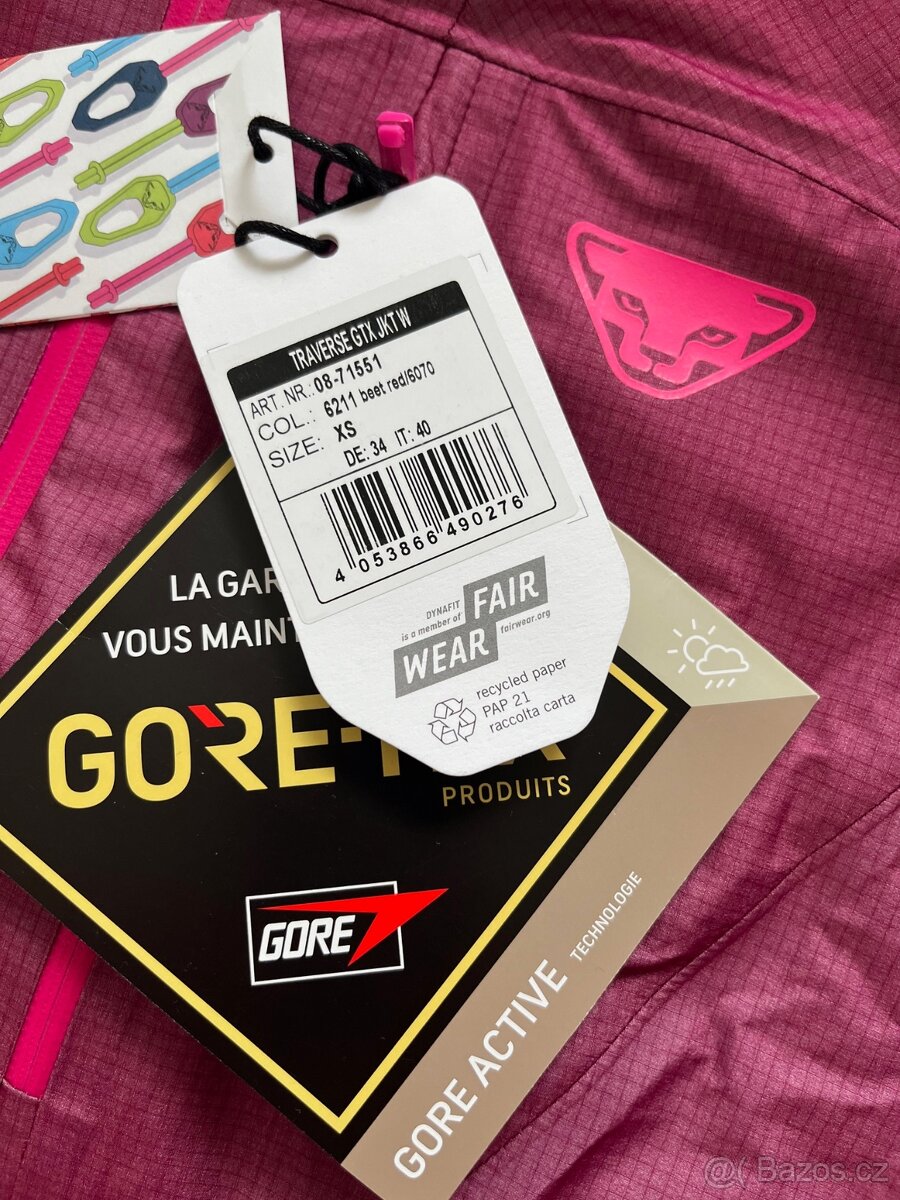 TRAVERSE GTX JKT W
ART. NR.: 08-71551
COL.: 6211 beet red/6070
SIZE: XS
DE: 34 IT: 40
4 053866 490276
DYNAFIT
is a member of
FAIR
WEAR
fairwear.org
recycled paper
PAP 21
raccolta carta
LA GAR
VOUS MAINT
GORE-
PRODUITS
GORE
GORE ACTIVE TECHNOLOGIE
@( Bazos.cz